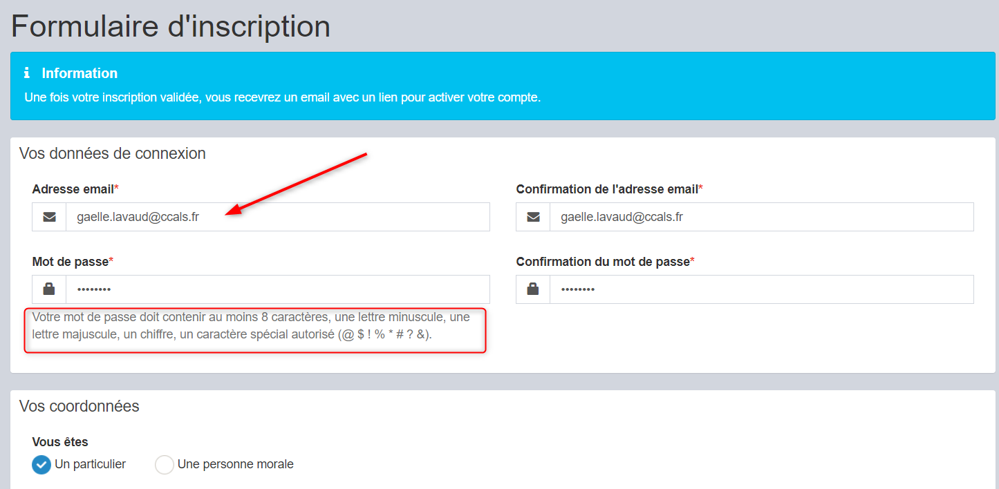 Formulaire d'inscription
Information
Une fois votre inscription validée, vous recevrez un email avec un lien pour activer votre compte.
Vos données de connexion
Adresse email*
Confirmation de l'adresse email*
gaelle.lavaud@ccals.fr
gaelle.lavaud@ccals.fr
Mot de passe*
Confirmation du mot de passe*
••••••••
••••••••
Votre mot de passe doit contenir au moins 8 caractères, une lettre minuscule, une
lettre majuscule, un chiffre, un caractère spécial autorisé (@ $ ! % * # ? &).
Vos coordonnées
Vous êtes
Un particulier
Une personne morale